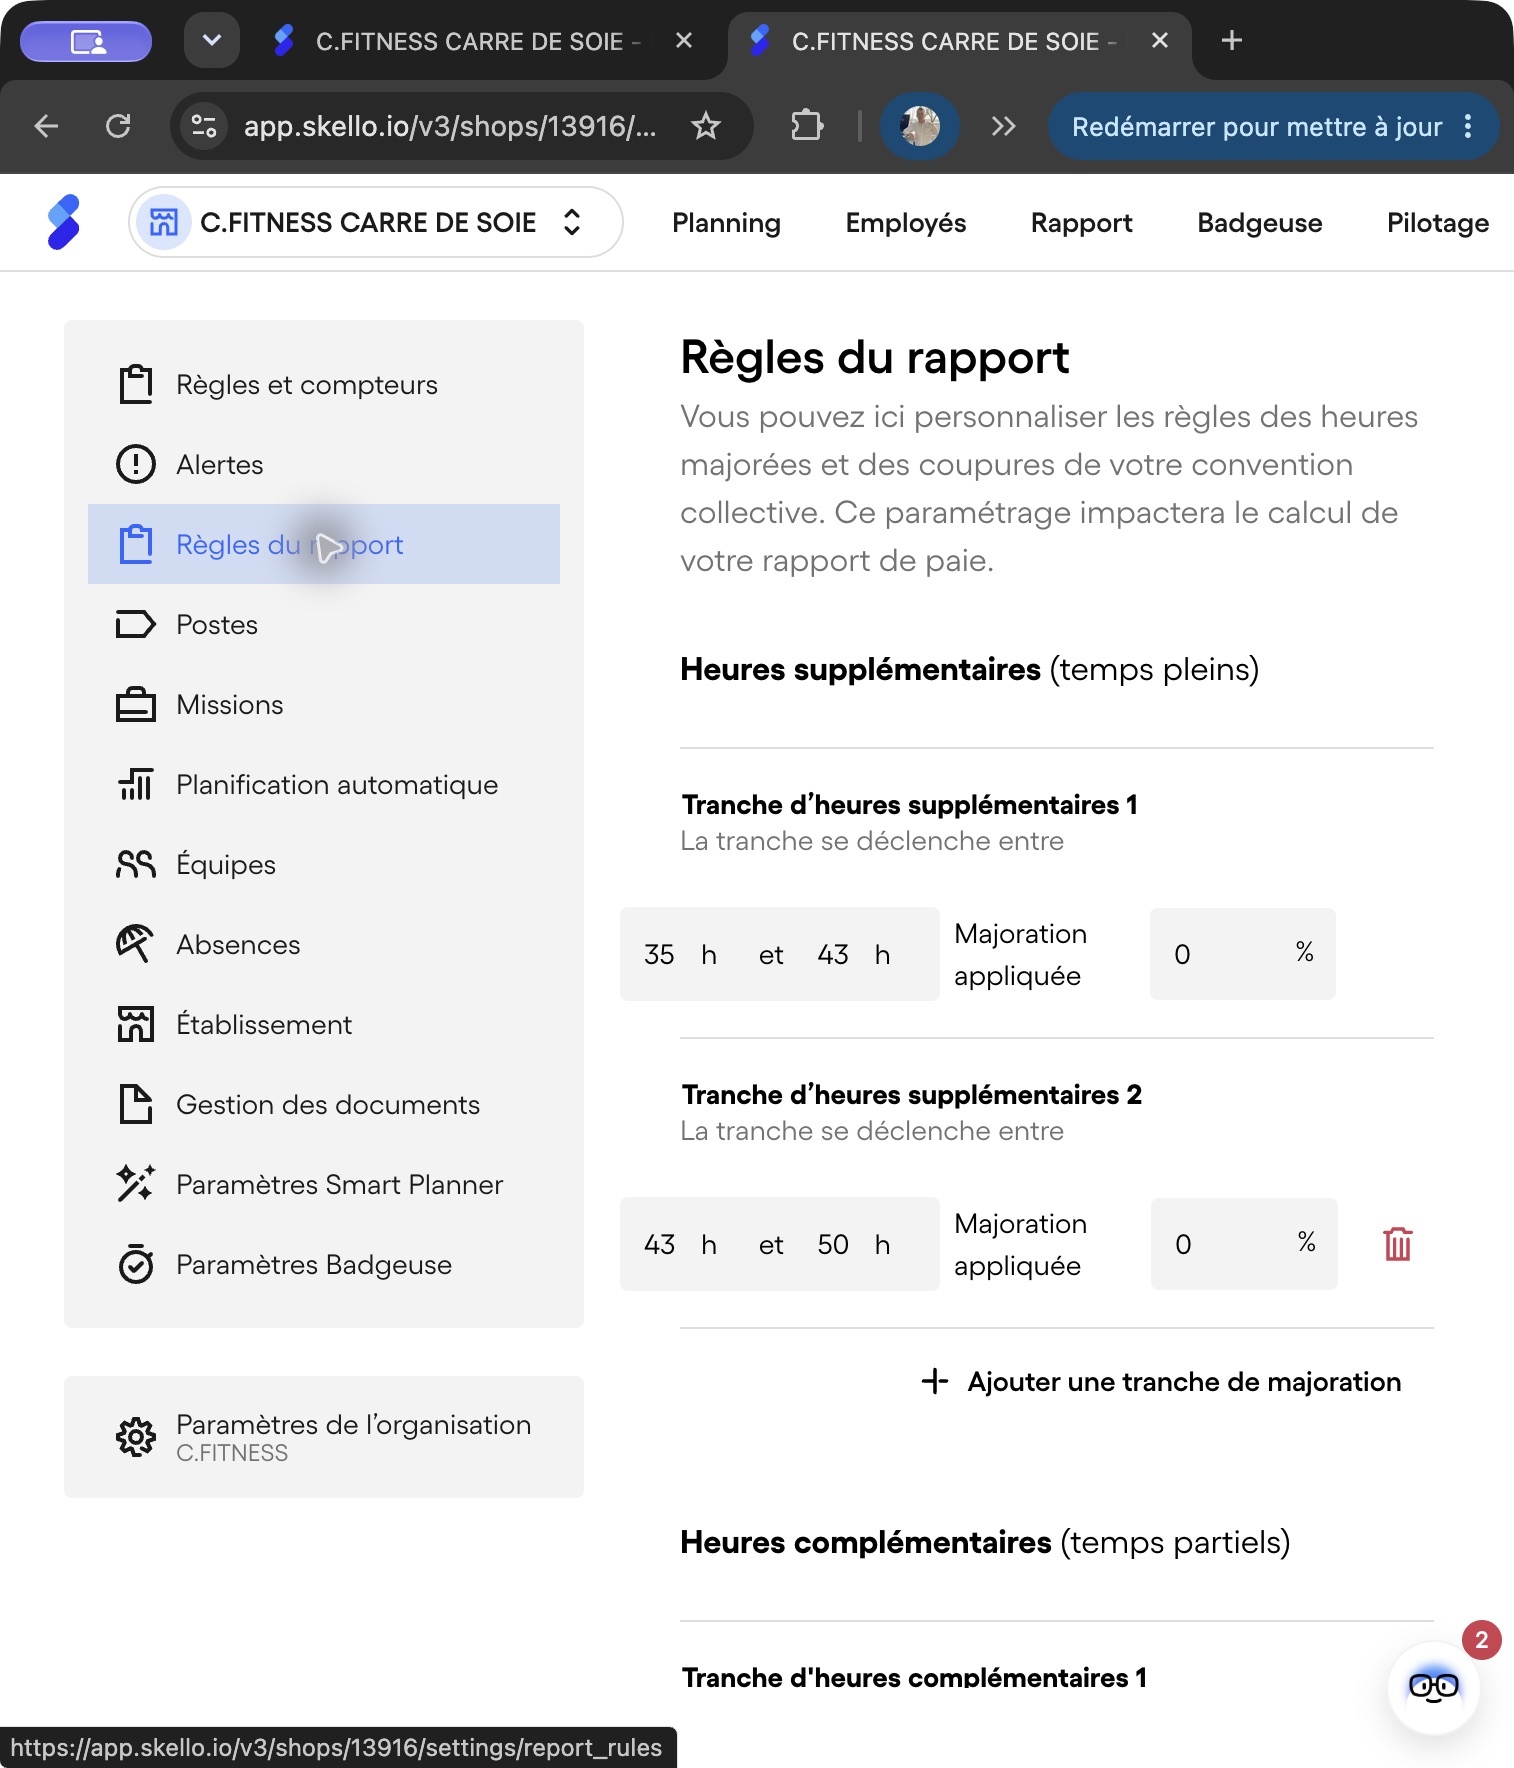 C.FITNESS CARRE DE SOIE -
C.FITNESS CARRE DE SOIE -
app.skello.io/v3/shops/13916/...
Redémarrer pour mettre à jour
C.FITNESS CARRE DE SOIE
Planning
Employés
Rapport
Badgeuse
Pilotage
Règles et compteurs
Alertes
Règles du rapport
Postes
Missions
Planification automatique
Équipes
Absences
Établissement
Gestion des documents
Paramètres Smart Planner
Paramètres Badgeuse
Paramètres de l’organisation
C.FITNESS
Règles du rapport
Vous pouvez ici personnaliser les règles des heures
majorées et des coupures de votre convention
collective. Ce paramétrage impactera le calcul de
votre rapport de paie.
Heures supplémentaires (temps pleins)
Tranche d’heures supplémentaires 1
La tranche se déclenche entre
35 h et 43 h
Majoration
appliquée
0 %
Tranche d’heures supplémentaires 2
La tranche se déclenche entre
43 h et 50 h
Majoration
appliquée
0 %
Ajouter une tranche de majoration
Heures complémentaires (temps partiels)
Tranche d'heures complémentaires 1
2
https://app.skello.io/v3/shops/13916/settings/report_rules